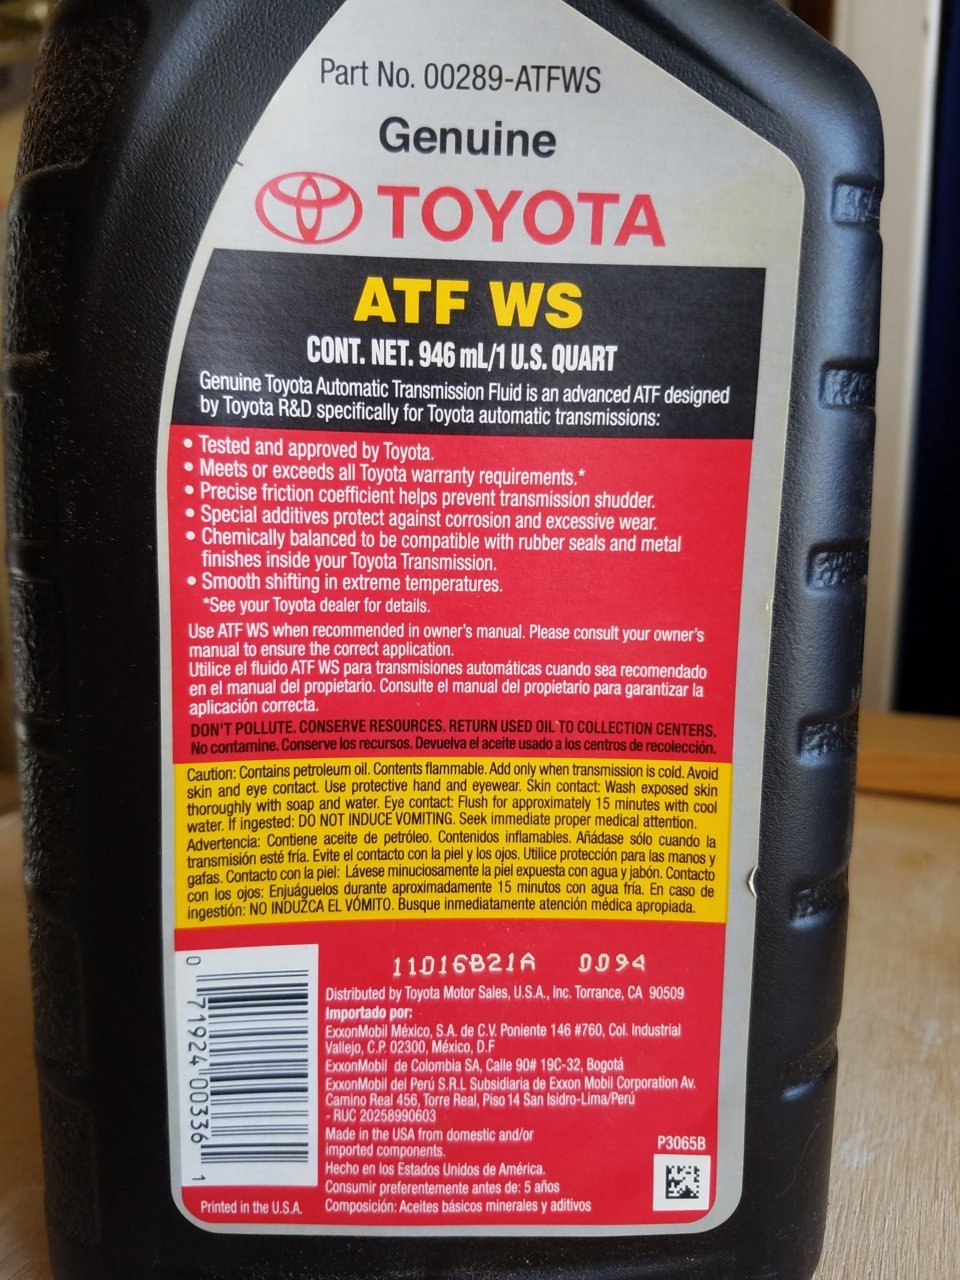 Part No. 00289-ATFWS
Genuine
TOYOTA
ATF WS
CONT. NET. 946 mL/1 U.S. QUART
Genuine Toyota Automatic Transmission Fluid is an advanced ATF designed
by Toyota R&D specifically for Toyota automatic transmissions:
• Tested and approved by Toyota.
• Meets or exceeds all Toyota warranty requirements.*
• Precise friction coefficient helps prevent transmission shudder.
• Special additives protect against corrosion and excessive wear.
• Chemically balanced to be compatible with rubber seals and metal
finishes inside your Toyota Transmission.
• Smooth shifting in extreme temperatures.
*See your Toyota dealer for details.
Use ATF WS when recommended in owner's manual. Please consult your owner's
manual to ensure the correct application.
Utilice el fluido ATF WS para transmisiones automáticas cuando sea recomendado
en el manual del propietario. Consulte el manual del propietario para garantizar la
aplicación correcta.
DON'T POLLUTE. CONSERVE RESOURCES. RETURN USED OIL TO COLLECTION CENTERS.
No contamine. Conserve los recursos. Devuelva el aceite usado a los centros de recolección.
Caution: Contains petroleum oil. Contents flammable. Add only when transmission is cold. Avoid
skin and eye contact. Use protective hand and eyewear. Skin contact: Wash exposed skin
thoroughly with soap and water. Eye contact: Flush for approximately 15 minutes with cool
water. If ingested: DO NOT INDUCE VOMITING. Seek immediate proper medical attention.
Advertencia: Contiene aceite de petróleo. Contenidos inflamables. Añádase sólo cuando la
transmisión esté fría. Evite el contacto con la piel y los ojos. Utilice protección para las manos y
gafas. Contacto con la piel: Lávese minuciosamente la piel expuesta con agua y jabón. Contacto
con los ojos: Enjuáguelos durante aproximadamente 15 minutos con agua fría. En caso de
ingestión: NO INDUZCA EL VÓMITO. Busque inmediatamente atención médica apropiada.
11016B21A 0094
Distributed by Toyota Motor Sales, U.S.A., Inc. Torrance, CA 90509
Importado por:
ExxonMobil México, S.A. de C.V. Poniente 146 #760, Col. Industrial
Vallejo, C.P. 02300, México, D.F
ExxonMobil de Colombia SA, Calle 90# 19C-32, Bogotá
ExxonMobil del Perú S.R.L Subsidiaria de Exxon Mobil Corporation Av.
Camino Real 456, Torre Real, Piso 14 San Isidro-Lima/Perú
- RUC 20258990603
Made in the USA from domestic and/or
imported components.
Hecho en los Estados Unidos de América.
Consumir preferentemente antes de: 5 años
Composición: Aceites básicos minerales y aditivos
P3065B
0 71924 00336 1
Printed in the U.S.A.